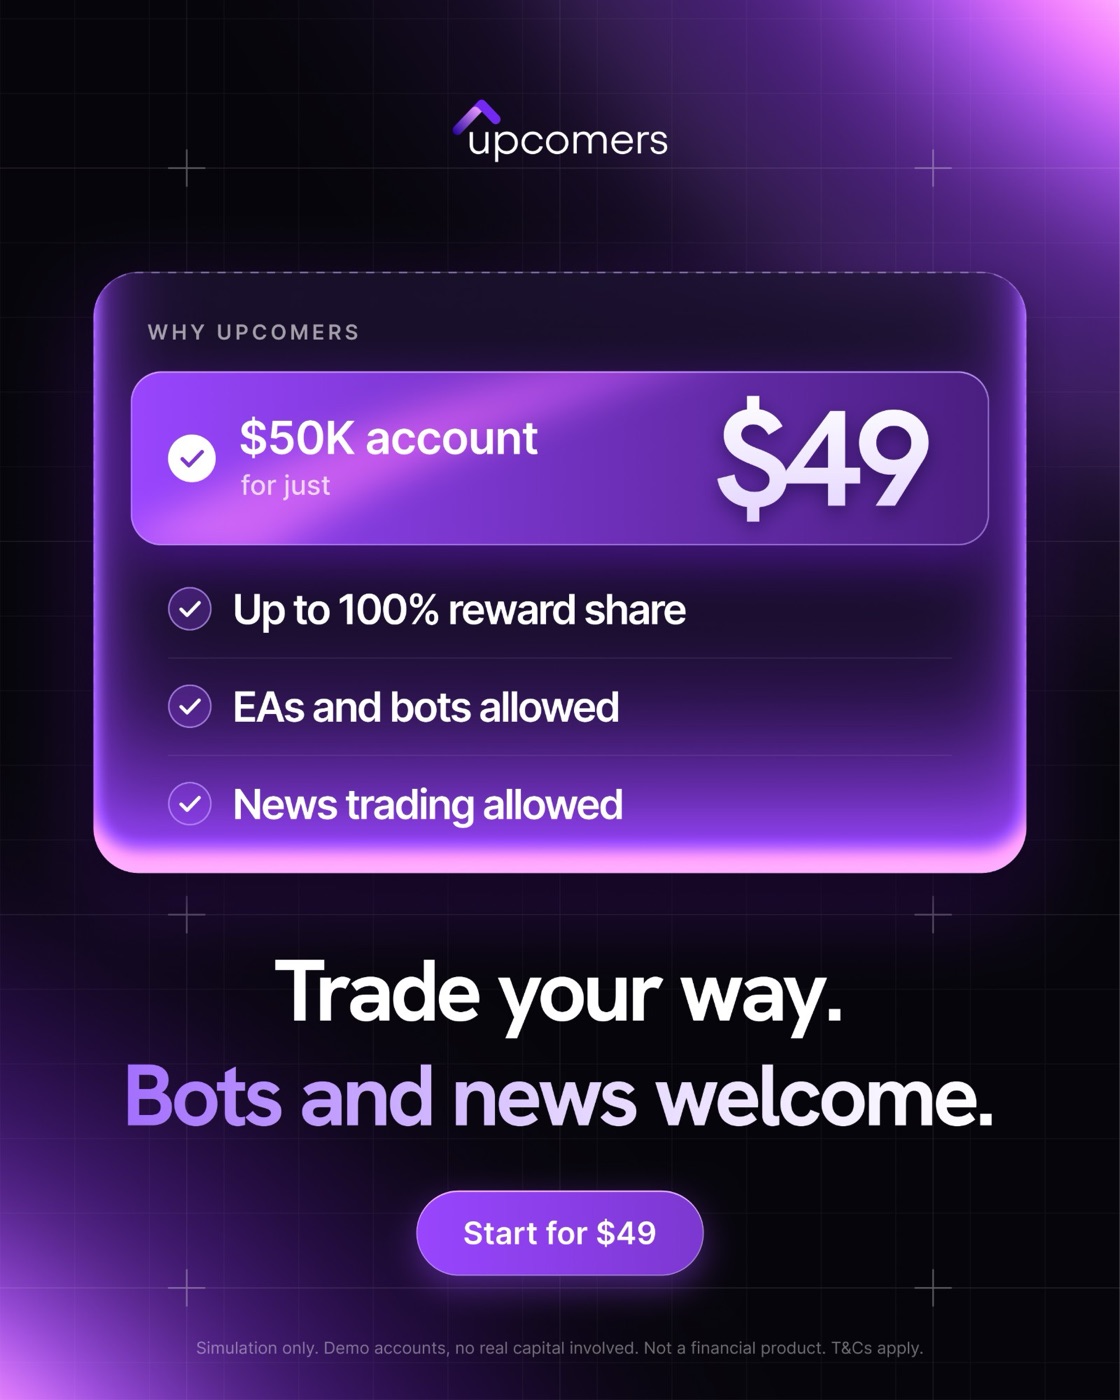 upcomers
WHY UPCOMERS
$50K account
for just
$49
Up to 100% reward share
EAs and bots allowed
News trading allowed
Trade your way.
Bots and news welcome.
Start for $49
Simulation only. Demo accounts, no real capital involved. Not a financial product. T&Cs apply.